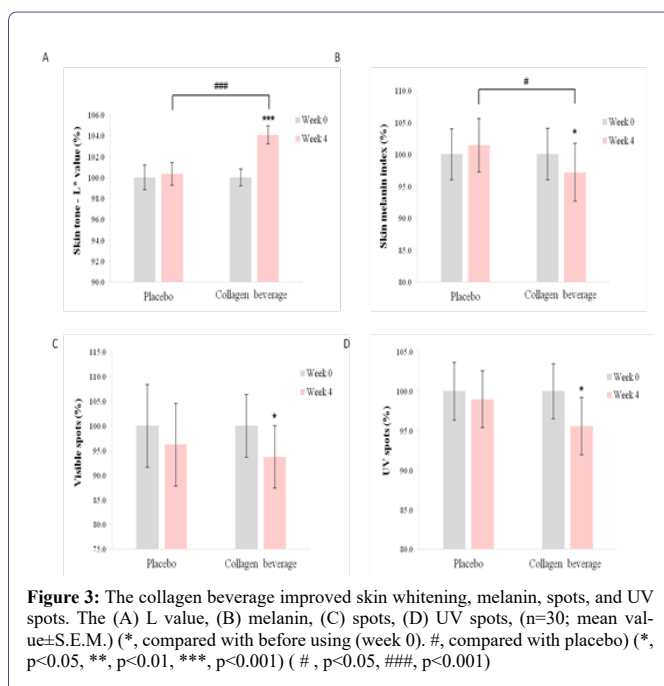 A
B
###
#
Skin tone - L* value (%)
106.0
104.0
102.0
100.0
98.0
96.0
94.0
92.0
90.0
***
Week 0
Week 4
Placebo
Collagen beverage
Skin melanin index (%)
110.0
105.0
100.0
95.0
90.0
85.0
80.0
*
Week 0
Week 4
Placebo
Collagen beverage
C
D
Visible spots (%)
115.0
110.0
105.0
100.0
95.0
90.0
85.0
80.0
75.0
*
Week 0
Week 4
Placebo
Collagen beverage
UV spots (%)
105.0
100.0
95.0
90.0
85.0
80.0
*
Week 0
Week 4
Placebo
Collagen beverage
Figure 3: The collagen beverage improved skin whitening, melanin, spots, and UV
spots. The (A) L value, (B) melanin, (C) spots, (D) UV spots, (n=30; mean val-
ue±S.E.M.) (*, compared with before using (week 0). #, compared with placebo) (*,
p<0.05, **, p<0.01, ***, p<0.001) ( # , p<0.05, ###, p<0.001)